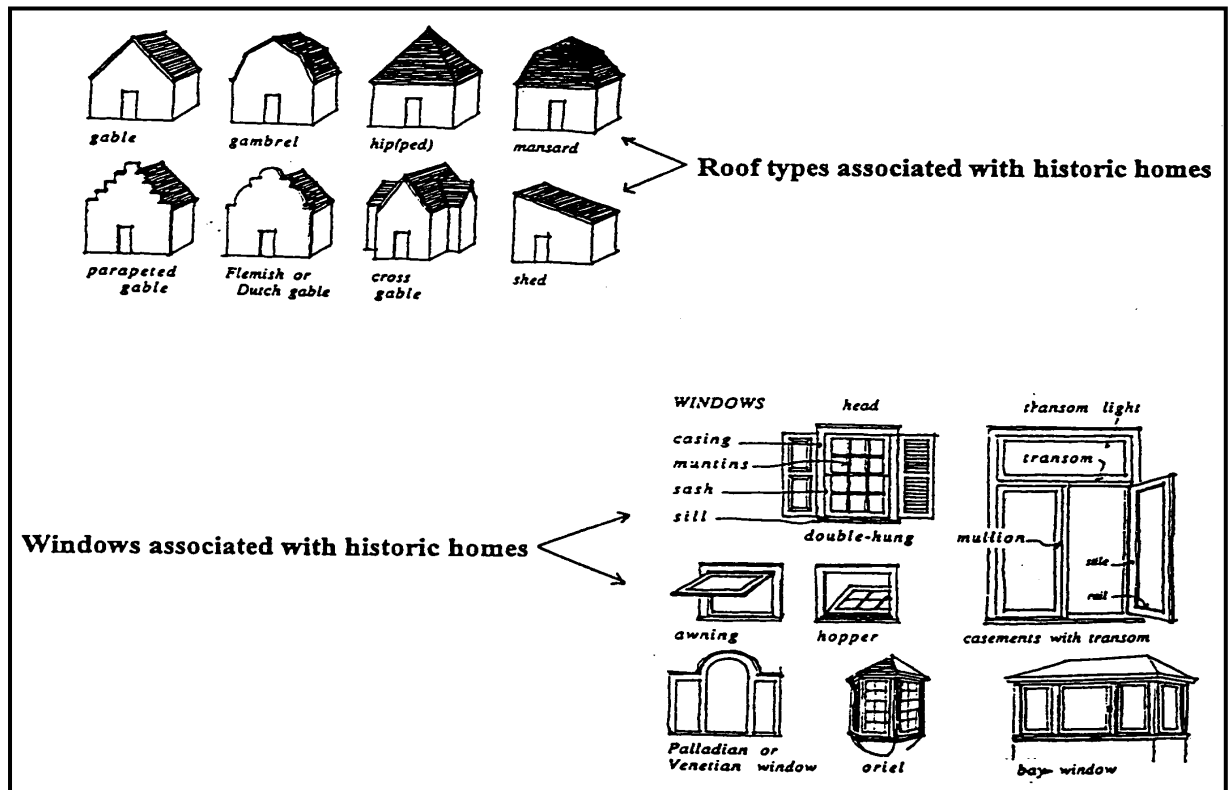 gable
gambrel
hip(ped)
mansard
Roof types associated with historic homes
parapeted
gable
Flemish or
Dutch gable
cross
gable
shed
WINDOWS
head
transom light
casing
muntins
transom
sash
sill
double-hung
Windows associated with historic homes
mullion
stile
rail
awning
hopper
casements with transom
Palladian or
Venetian window
oriel
bay window